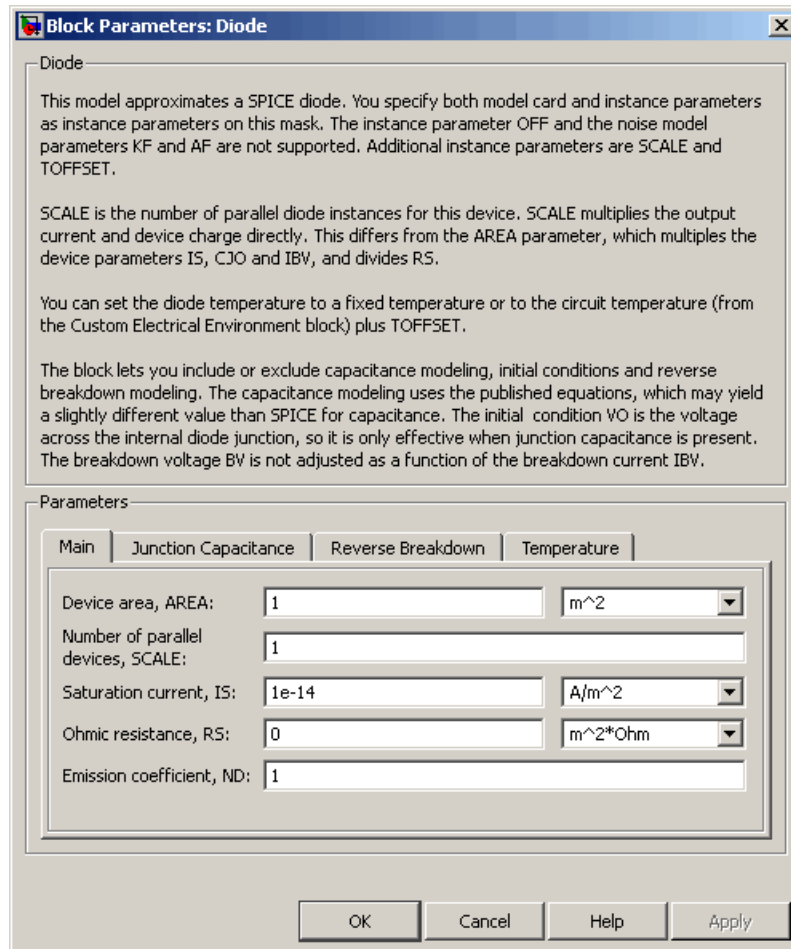 Block Parameters: Diode
Diode
This model approximates a SPICE diode. You specify both model card and instance parameters
as instance parameters on this mask. The instance parameter OFF and the noise model
parameters KF and AF are not supported. Additional instance parameters are SCALE and
TOFFSET.
SCALE is the number of parallel diode instances for this device. SCALE multiplies the output
current and device charge directly. This differs from the AREA parameter, which multiples the
device parameters IS, CJO and IBV, and divides RS.
You can set the diode temperature to a fixed temperature or to the circuit temperature (from
the Custom Electrical Environment block) plus TOFFSET.
The block lets you include or exclude capacitance modeling, initial conditions and reverse
breakdown modeling. The capacitance modeling uses the published equations, which may yield
a slightly different value than SPICE for capacitance. The initial  condition VO is the voltage
across the internal diode junction, so it is only effective when junction capacitance is present.
The breakdown voltage BV is not adjusted as a function of the breakdown current IBV.
Parameters
Main Junction Capacitance Reverse Breakdown Temperature
Device area, AREA: 1 m^2
Number of parallel
devices, SCALE: 1
Saturation current, IS: 1e-14 A/m^2
Ohmic resistance, RS: 0 m^2*Ohm
Emission coefficient, ND: 1
OK Cancel Help Apply